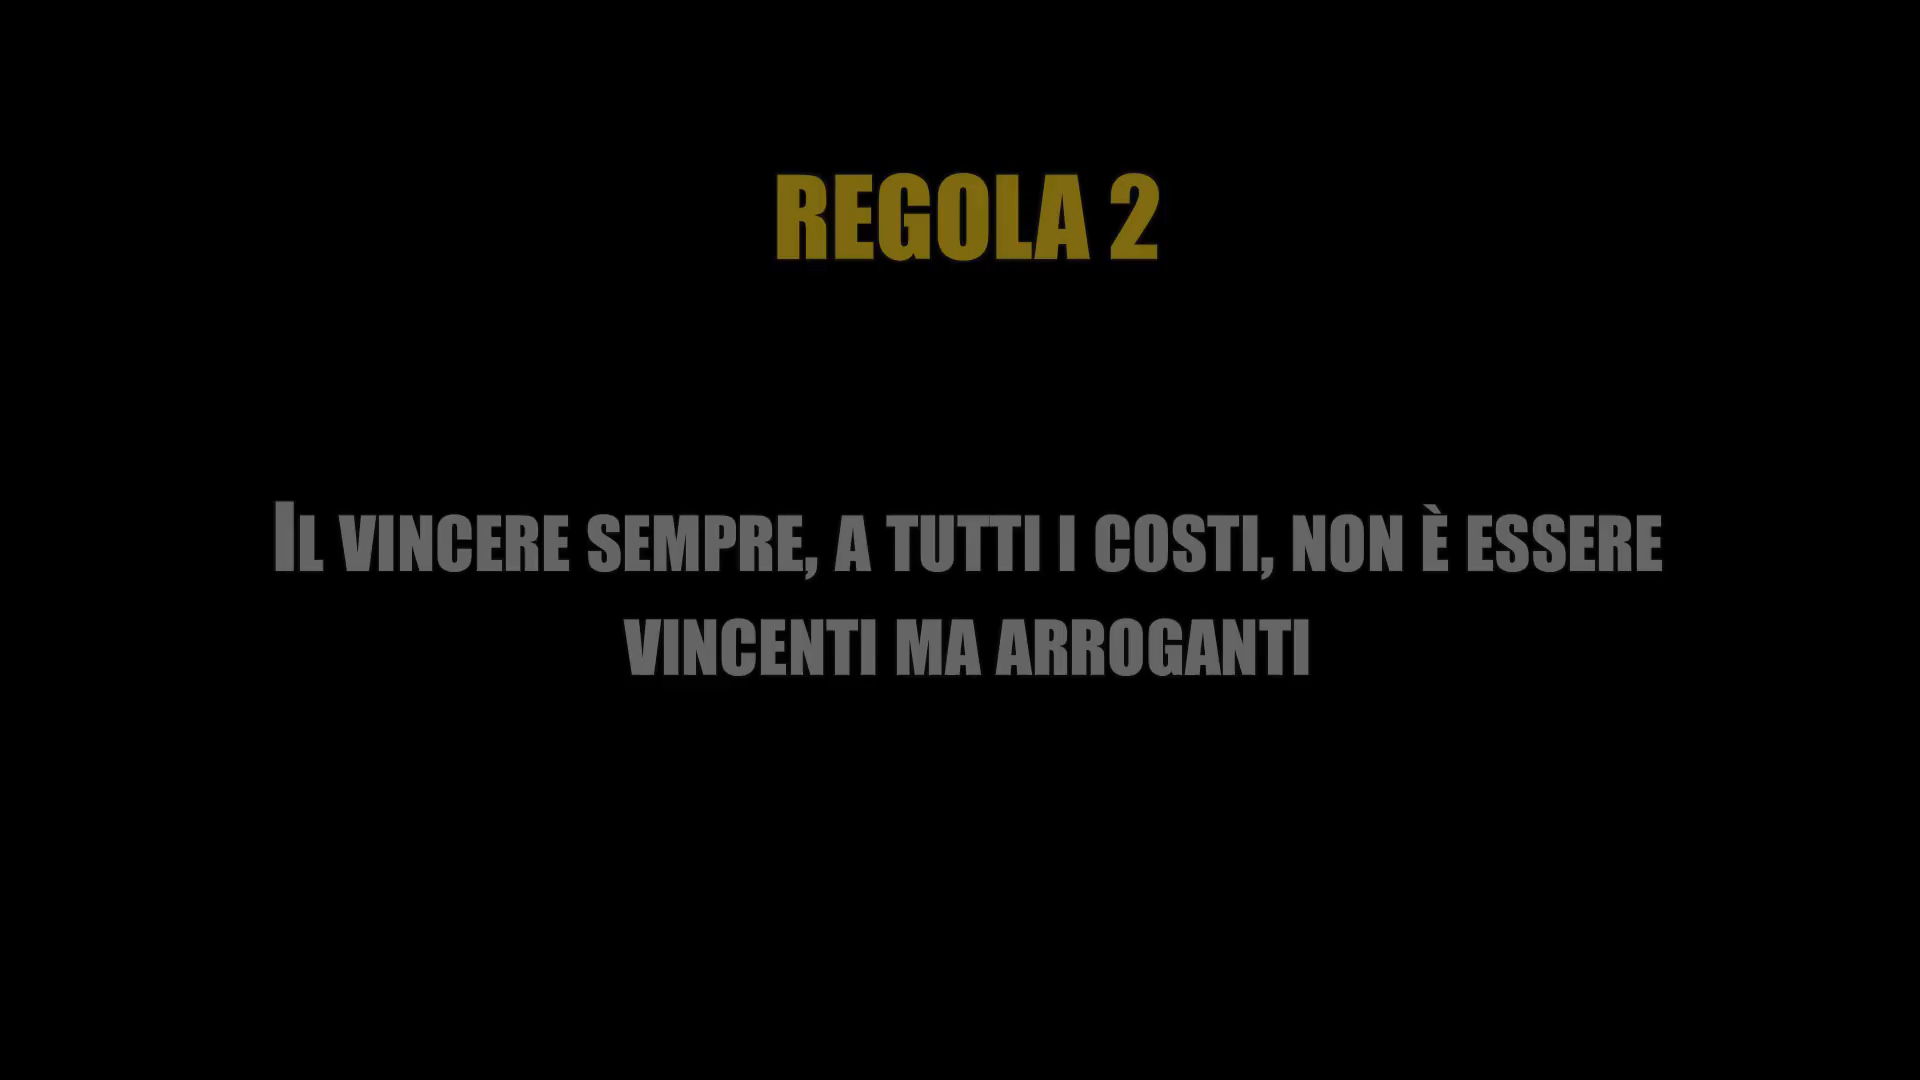 REGOLA 2
Il vincere sempre, a tutti i costi, non è essere
vincenti ma arroganti